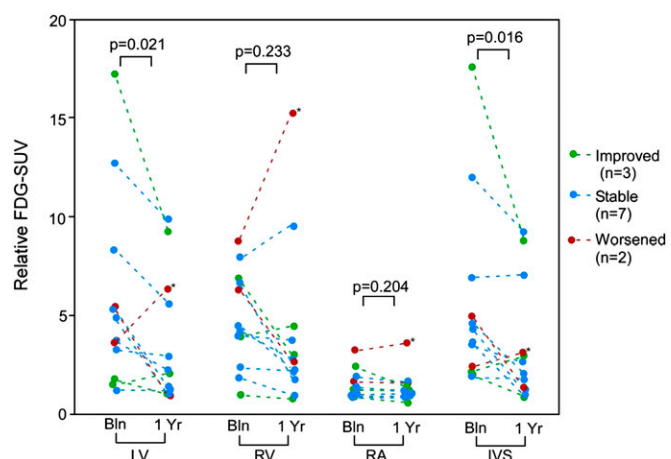 20
15
10
5
0
Relative FDG-SUV
p=0.021
p=0.233
p=0.204
p=0.016
*
*
*
*
Bln 1 Yr Bln 1 Yr Bln 1 Yr Bln 1 Yr
LV RV RA IVS
Improved
(n=3)
Stable
(n=7)
Worsened
(n=2)